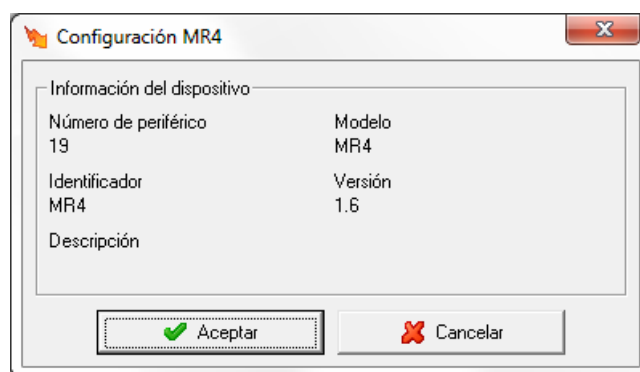 Configuración MR4
Información del dispositivo
Número de periférico
Modelo
19
MR4
Identificador
Versión
MR4
1.6
Descripción
Aceptar
Cancelar